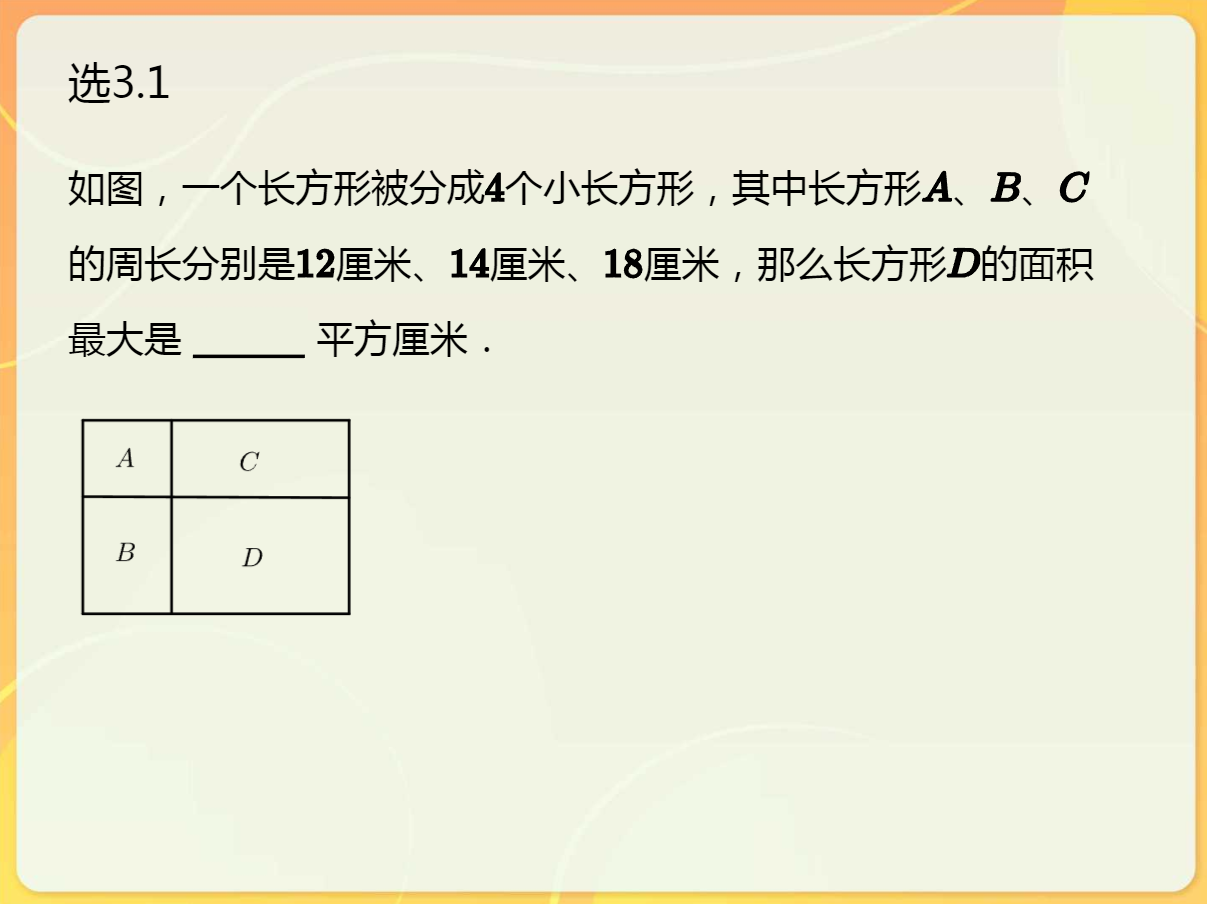 选3.1
如图，一个长方形被分成4个小长方形，其中长方形A、B、C
的周长分别是12厘米、14厘米、18厘米，那么长方形D的面积
最大是 ______ 平方厘米．
A C
B D